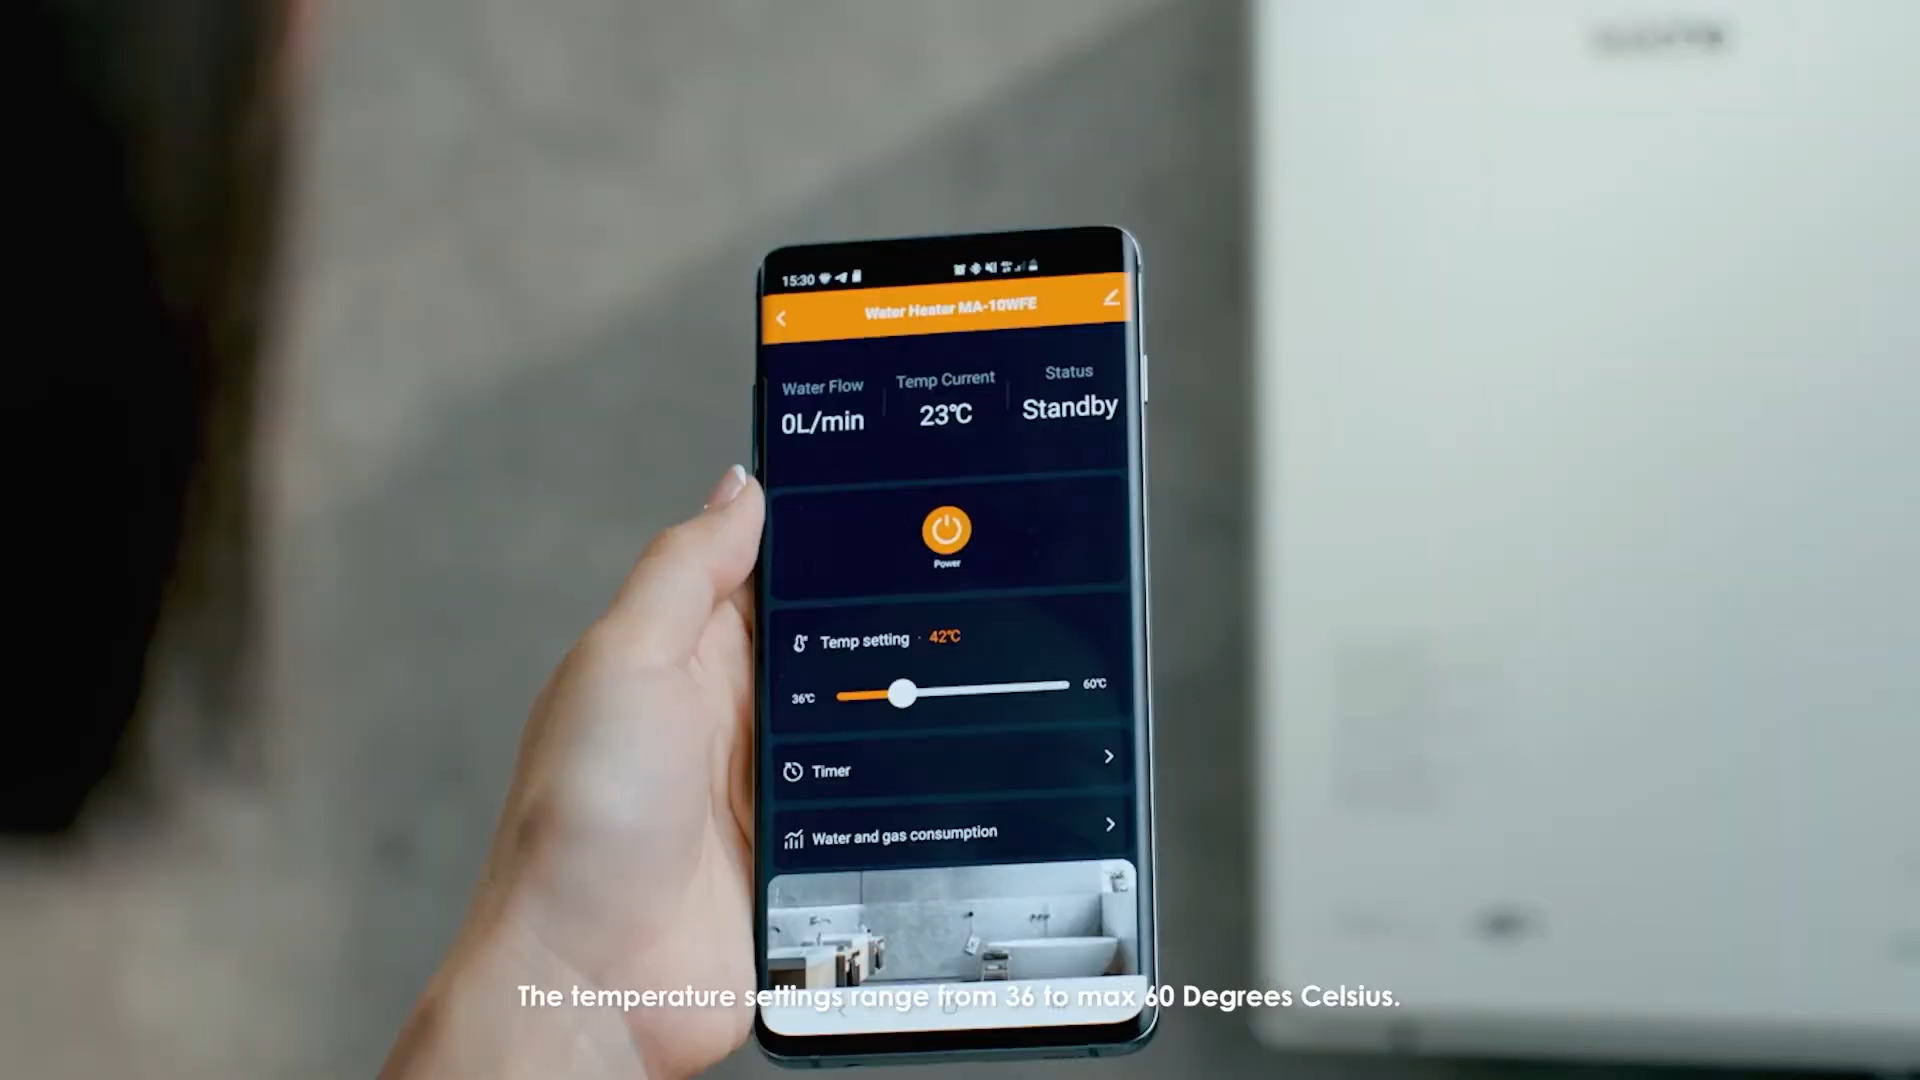 15:30
Water Heater MA-10WFE
Water Flow
Temp Current
Status
0L/min
23℃
Standby
Power
Temp setting · 42℃
36℃
60℃
Timer
Water and gas consumption
The temperature settings range from 36 to max 60 Degrees Celsius.